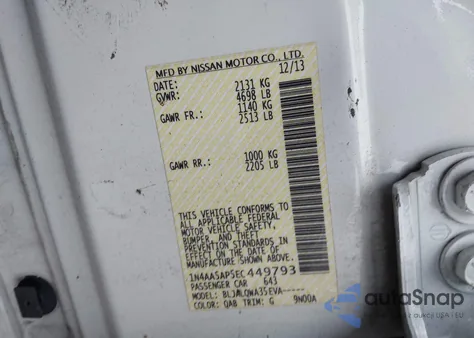 MFD BY NISSAN MOTOR CO., LTD.
DATE: 12/13
GVWR: 2131 KG
4698 LB
GAWR FR.: 1140 KG
2513 LB
GAWR RR.: 1000 KG
2205 LB
THIS VEHICLE CONFORMS TO
ALL APPLICABLE FEDERAL
MOTOR VEHICLE SAFETY,
BUMPER, AND THEFT
PREVENTION STANDARDS IN
EFFECT ON THE DATE OF
MANUFACTURE SHOWN ABOVE.
1N4AA5AP5EC449793
PASSENGER CAR 643
MODEL: BLJALQWA35EVA-----
COLOR: QAB TRIM: G 9N00A
autoSnap